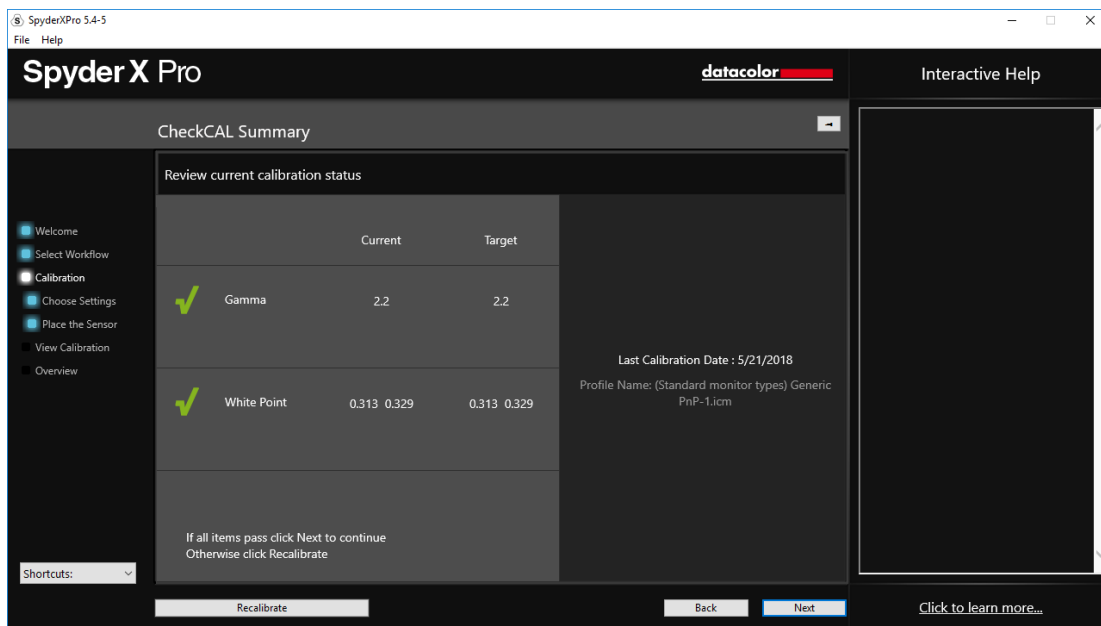 SpyderXPro 5.4-5
File Help
Spyder X Pro
datacolor
Interactive Help
CheckCAL Summary
Review current calibration status
Welcome
Select Workflow
Calibration
Choose Settings
Place the Sensor
View Calibration
Overview
Current Target
Gamma 2.2 2.2
White Point 0.313 0.329 0.313 0.329
If all items pass click Next to continue
Otherwise click Recalibrate
Last Calibration Date : 5/21/2018
Profile Name: (Standard monitor types) Generic
PnP-1.icm
Shortcuts:
Recalibrate
Back
Next
Click to learn more...